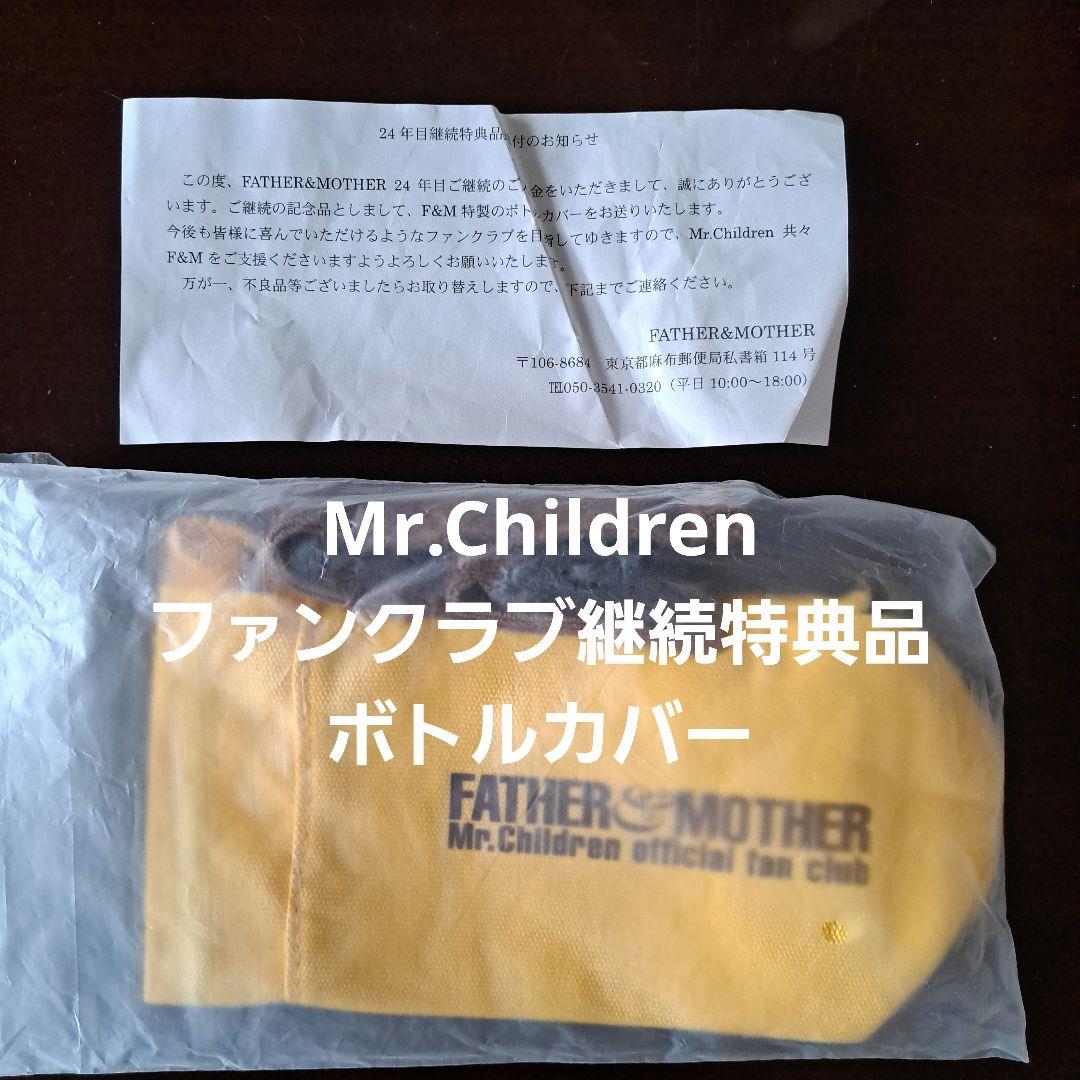 24 年目継続特典品 付のお知らせ
この度、FATHER&MOTHER 24 年目ご継続のご 金をいただきまして、誠にありがとうござ
います。ご継続の記念品としまして、F&M 特製のボトルカバーをお送りいたします。
今後も皆様に喜んでいただけるようなファンクラブを目指してゆきますので、Mr.Children 共々
F&M をご支援くださいますようよろしくお願いいたします。
万が一、不良品等ございましたらお取り替えしますので、下記までご連絡ください。
FATHER&MOTHER
〒106-8684 東京都麻布郵便局私書箱 114 号
℡050-3541-0320（平日 10:00～18:00）
Mr.Children
ファンクラブ継続特典品
ボトルカバー
FATHER&MOTHER
Mr.Children official fan club